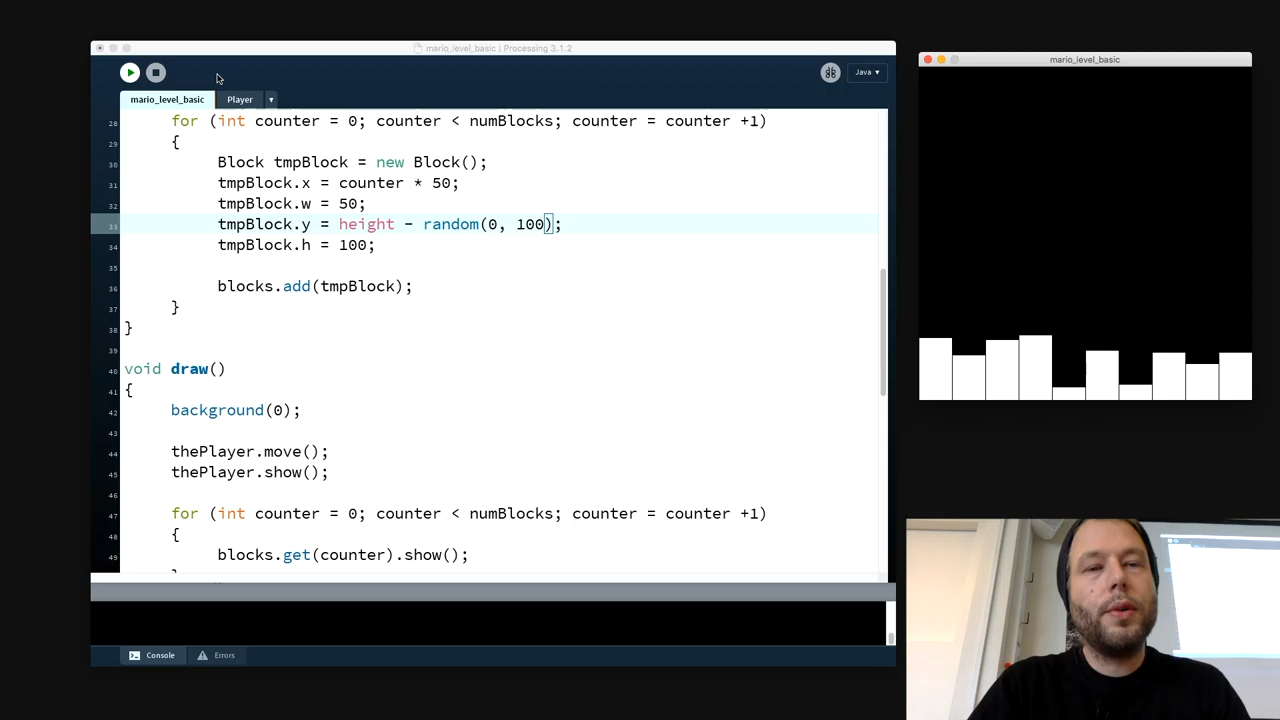 mario_level_basic | Processing 3.1.2
Java ▾
mario_level_basic Player ▾
28 for (int counter = 0; counter < numBlocks; counter = counter +1)
29 {
30 Block tmpBlock = new Block();
31 tmpBlock.x = counter * 50;
32 tmpBlock.w = 50;
33 tmpBlock.y = height - random(0, 100);
34 tmpBlock.h = 100;
35
36 blocks.add(tmpBlock);
37 }
38 }
39
40 void draw()
41 {
42 background(0);
43
44 thePlayer.move();
45 thePlayer.show();
46
47 for (int counter = 0; counter < numBlocks; counter = counter +1)
48 {
49 blocks.get(counter).show();
Console Errors
mario_level_basic